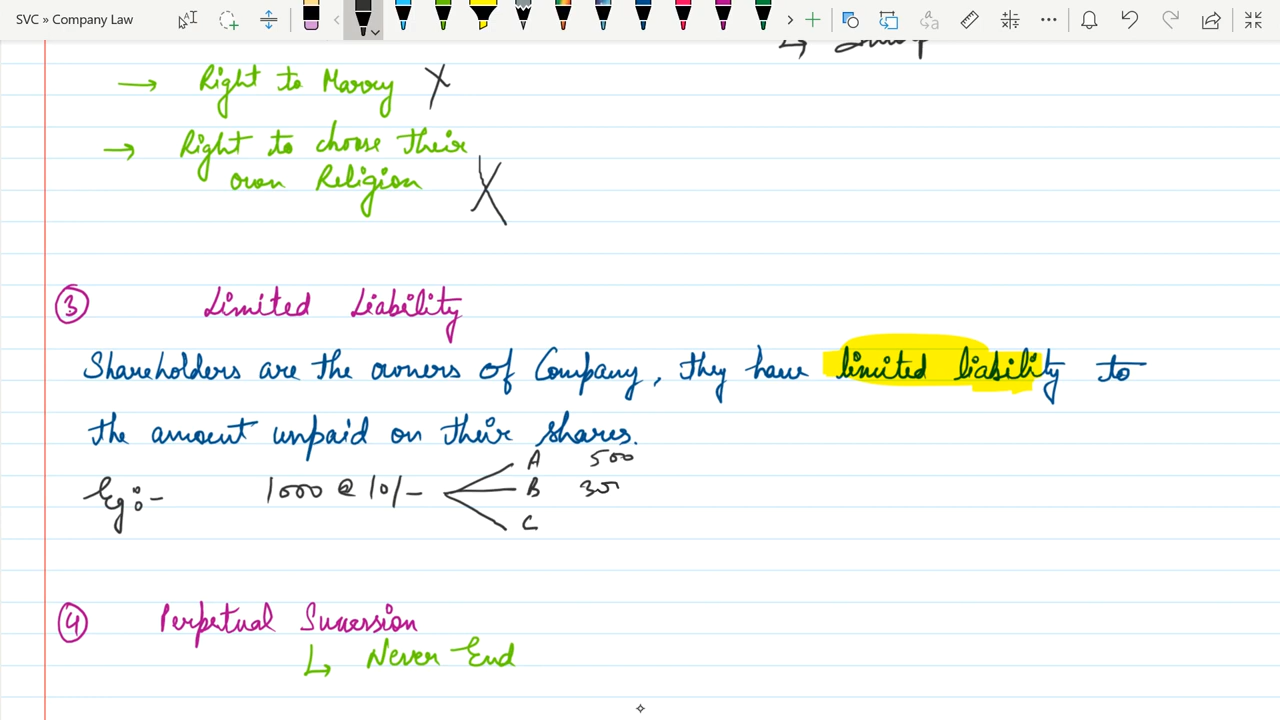 SVC » Company Law
→ Right to Marry X
→ Right to choose Their
own Religion X
③ Limited Liability
Shareholders are the owners of Company, they have limited liability to
the amount unpaid on their shares.
Eg:- 1000 @ 10/-
A 500
B 300
C
④ Perpetual Succession
↳ Never End